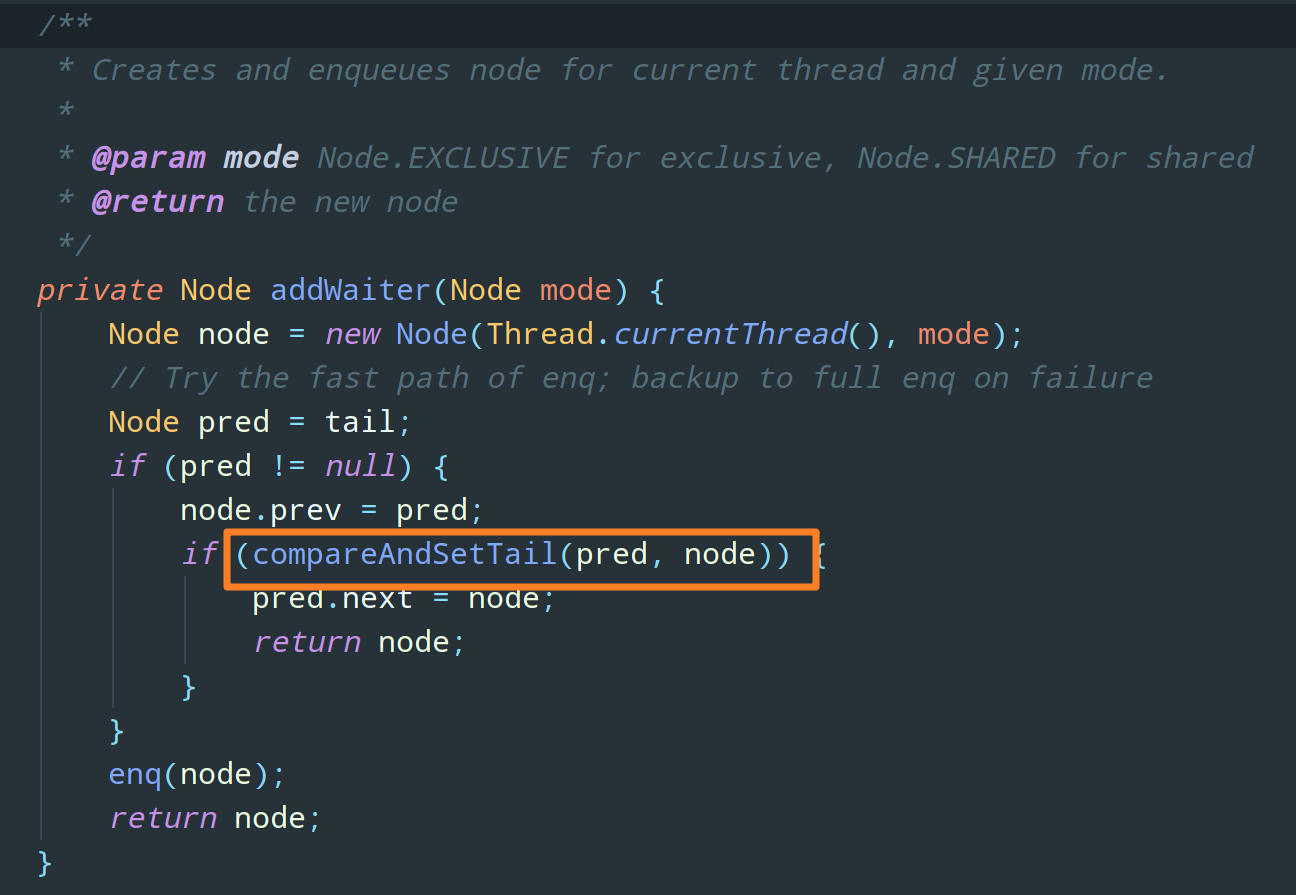 /**
 * Creates and enqueues node for current thread and given mode.
 *
 * @param mode Node.EXCLUSIVE for exclusive, Node.SHARED for shared
 * @return the new node
 */
private Node addWaiter(Node mode) {
    Node node = new Node(Thread.currentThread(), mode);
    // Try the fast path of enq; backup to full enq on failure
    Node pred = tail;
    if (pred != null) {
        node.prev = pred;
        if (compareAndSetTail(pred, node)) {
            pred.next = node;
            return node;
        }
    }
    enq(node);
    return node;
}